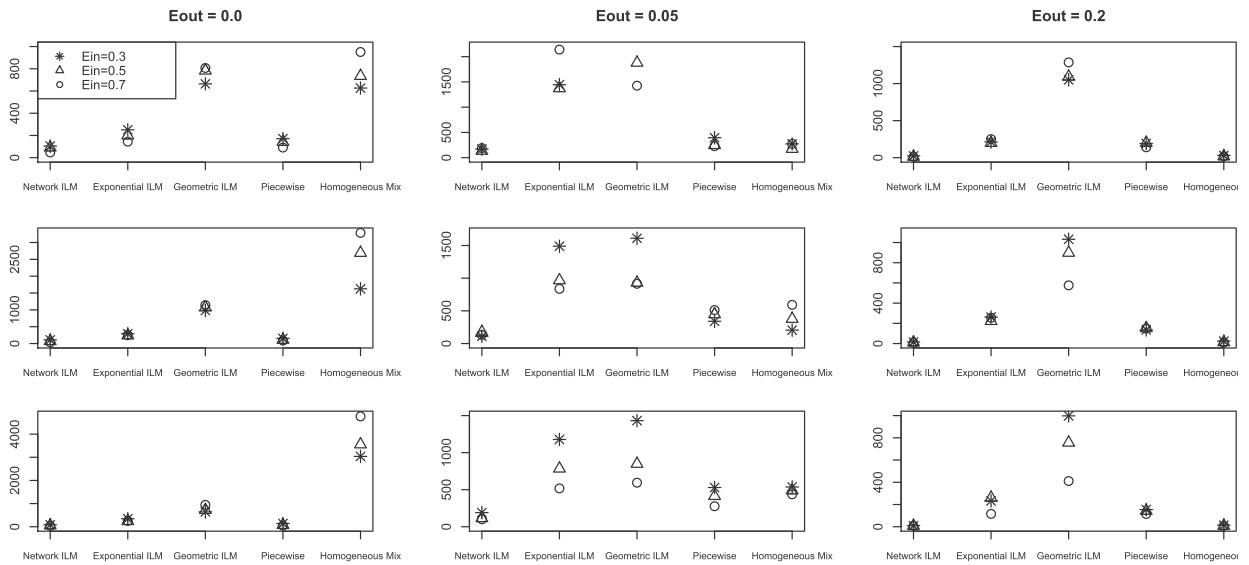 Eout = 0.0
Eout = 0.05
Eout = 0.2
Ein=0.3
Ein=0.5
Ein=0.7
0 400 800
Network ILM Exponential ILM Geometric ILM Piecewise Homogeneous Mix
0 500 1500
Network ILM Exponential ILM Geometric ILM Piecewise Homogeneous Mix
0 500 1000
Network ILM Exponential ILM Geometric ILM Piecewise Homogeneou
0 1000 2500
Network ILM Exponential ILM Geometric ILM Piecewise Homogeneous Mix
0 500 1500
Network ILM Exponential ILM Geometric ILM Piecewise Homogeneous Mix
0 400 800
Network ILM Exponential ILM Geometric ILM Piecewise Homogeneou
0 2000 4000
Network ILM Exponential ILM Geometric ILM Piecewise Homogeneous Mix
0 500 1000
Network ILM Exponential ILM Geometric ILM Piecewise Homogeneous Mix
0 400 800
Network ILM Exponential ILM Geometric ILM Piecewise Homogeneou